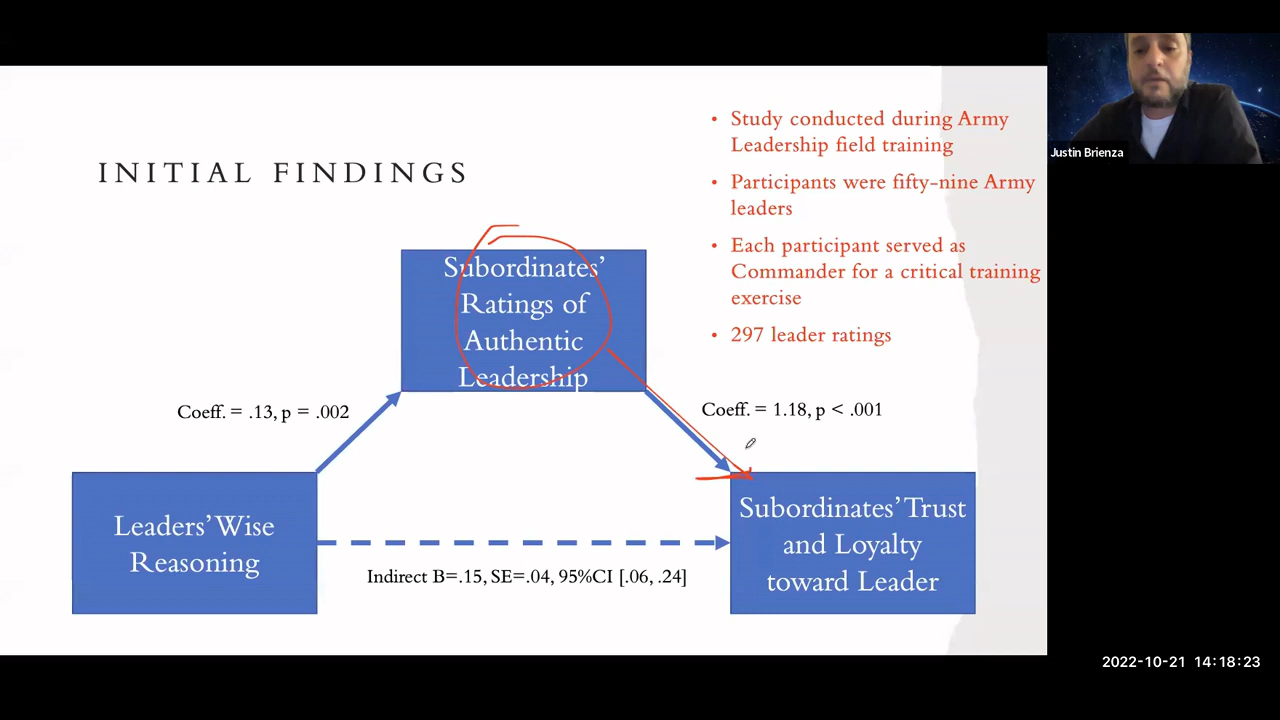 INITIAL FINDINGS
• Study conducted during Army
Leadership field training
• Participants were fifty-nine Army
leaders
• Each participant served as
Commander for a critical training
exercise
• 297 leader ratings
Subordinates’
Ratings of
Authentic
Leadership
Coeff. = .13, p = .002
Coeff. = 1.18, p < .001
Leaders’ Wise
Reasoning
Subordinates’ Trust
and Loyalty
toward Leader
Indirect B=.15, SE=.04, 95%CI [.06, .24]
Justin Brienza
2022-10-21 14:18:23